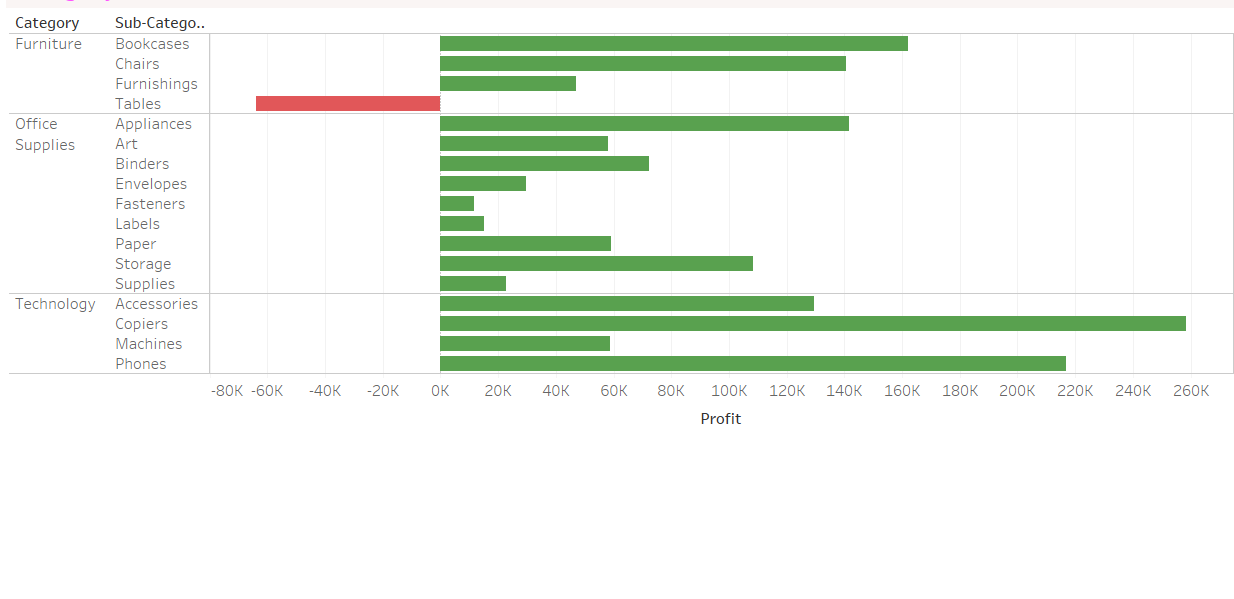 Category Sub-Catego..
Furniture Bookcases
Chairs
Furnishings
Tables
Office Appliances
Supplies Art
Binders
Envelopes
Fasteners
Labels
Paper
Storage
Supplies
Technology Accessories
Copiers
Machines
Phones
-80K -60K -40K -20K 0K 20K 40K 60K 80K 100K 120K 140K 160K 180K 200K 220K 240K 260K
Profit